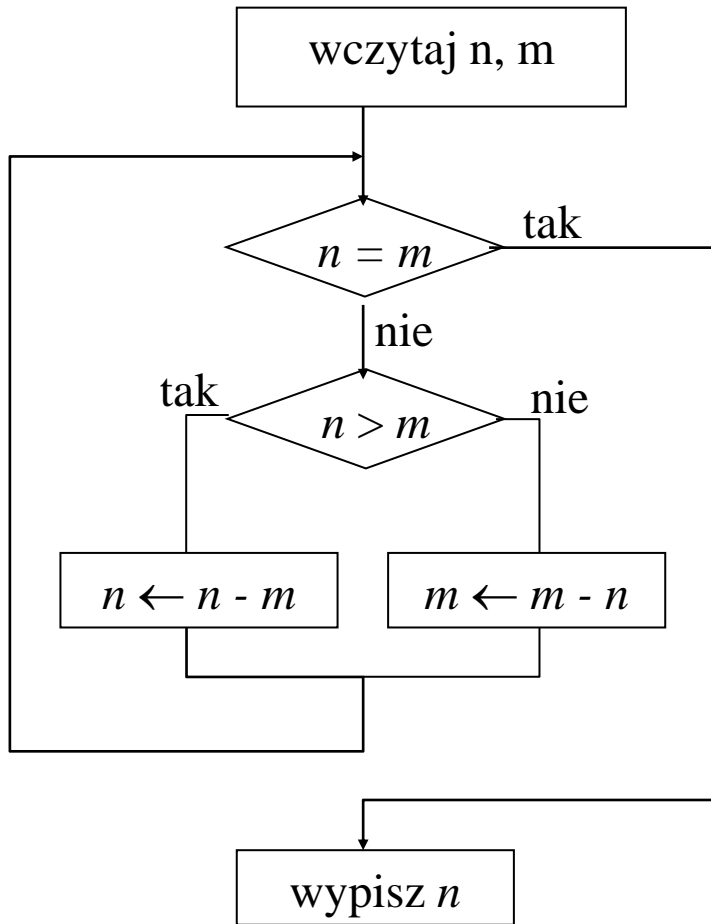 wczytaj n, m
n = m
tak
nie
tak
n > m
nie
n ← n - m
m ← m - n
wypisz n